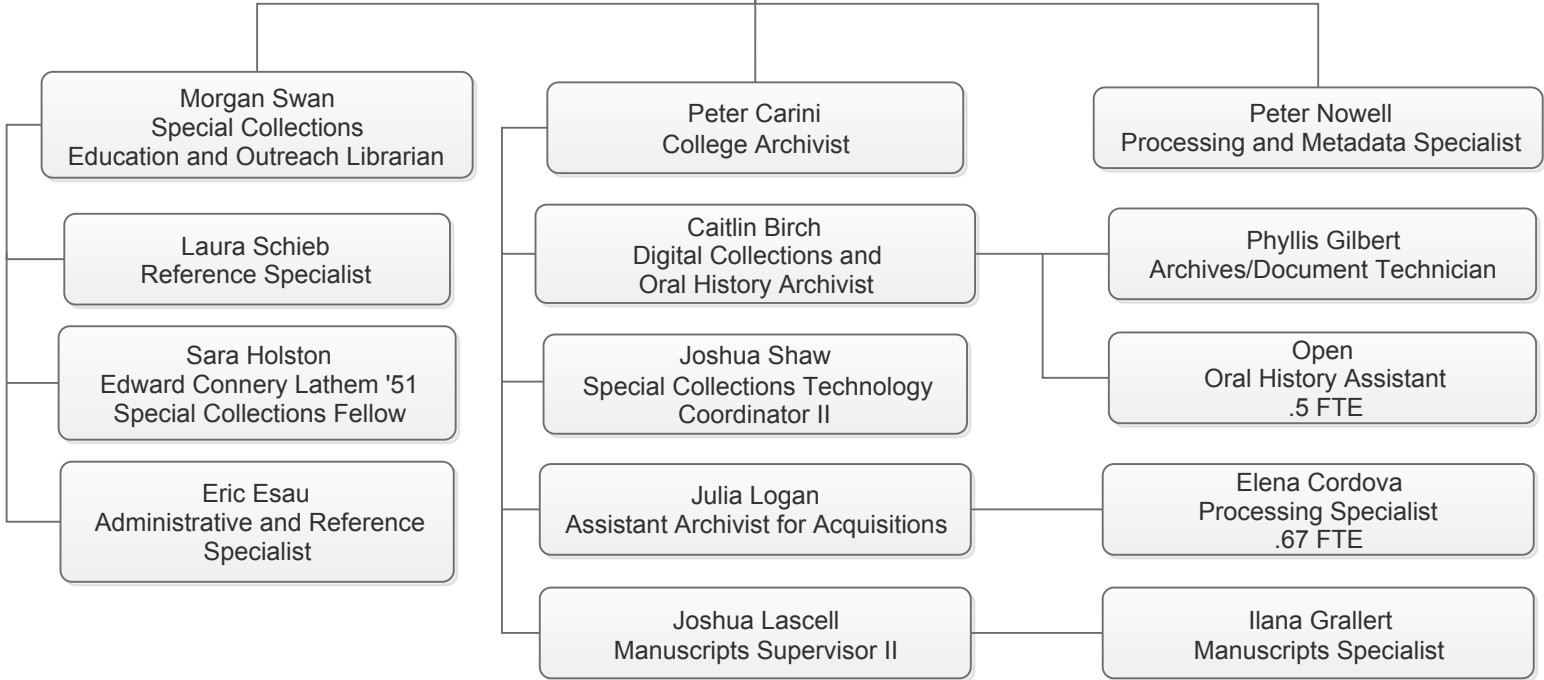 Morgan Swan
Special Collections
Education and Outreach Librarian
Laura Schieb
Reference Specialist
Sara Holston
Edward Connery Lathem '51
Special Collections Fellow
Eric Esau
Administrative and Reference
Specialist
Peter Carini
College Archivist
Caitlin Birch
Digital Collections and
Oral History Archivist
Phyllis Gilbert
Archives/Document Technician
Open
Oral History Assistant
.5 FTE
Joshua Shaw
Special Collections Technology
Coordinator II
Julia Logan
Assistant Archivist for Acquisitions
Elena Cordova
Processing Specialist
.67 FTE
Joshua Lascell
Manuscripts Supervisor II
Ilana Grallert
Manuscripts Specialist
Peter Nowell
Processing and Metadata Specialist